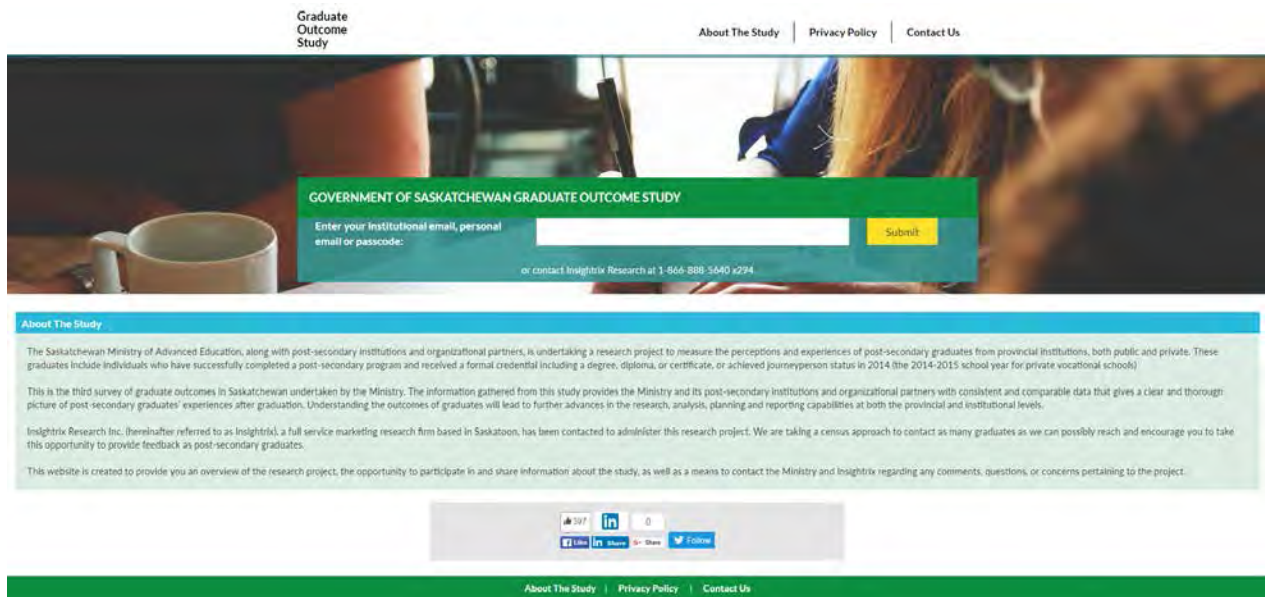 Graduate
Outcome
Study
About The Study | Privacy Policy | Contact Us
GOVERNMENT OF SASKATCHEWAN GRADUATE OUTCOME STUDY
Enter your institutional email, personal
email or passcode:
Submit
or contact Insightrix Research at 1-866-888-5640 x294
About The Study
The Saskatchewan Ministry of Advanced Education, along with post-secondary institutions and organizational partners, is undertaking a research project to measure the perceptions and experiences of post-secondary graduates from provincial institutions, both public and private. These
graduates include individuals who have successfully completed a post-secondary program and received a formal credential including a degree, diploma, or certificate, or achieved journeyperson status in 2014 (the 2014-2015 school year for private vocational schools)
This is the third survey of graduate outcomes in Saskatchewan undertaken by the Ministry. The information gathered from this study provides the Ministry and its post-secondary institutions and organizational partners with consistent and comparable data that gives a clear and thorough
picture of post-secondary graduates' experiences after graduation. Understanding the outcomes of graduates will lead to further advances in the research, analysis, planning and reporting capabilities at both the provincial and institutional levels.
Insightrix Research Inc. (hereinafter referred to as Insightrix), a full service marketing research firm based in Saskatoon, has been contacted to administer this research project. We are taking a census approach to contact as many graduates as we can possibly reach and encourage you to take
this opportunity to provide feedback as post-secondary graduates.
This website is created to provide you an overview of the research project, the opportunity to participate in and share information about the study, as well as a means to contact the Ministry and Insightrix regarding any comments, questions, or concerns pertaining to the project.
397 in 0
f Like in Share G+ Share Follow
About The Study | Privacy Policy | Contact Us